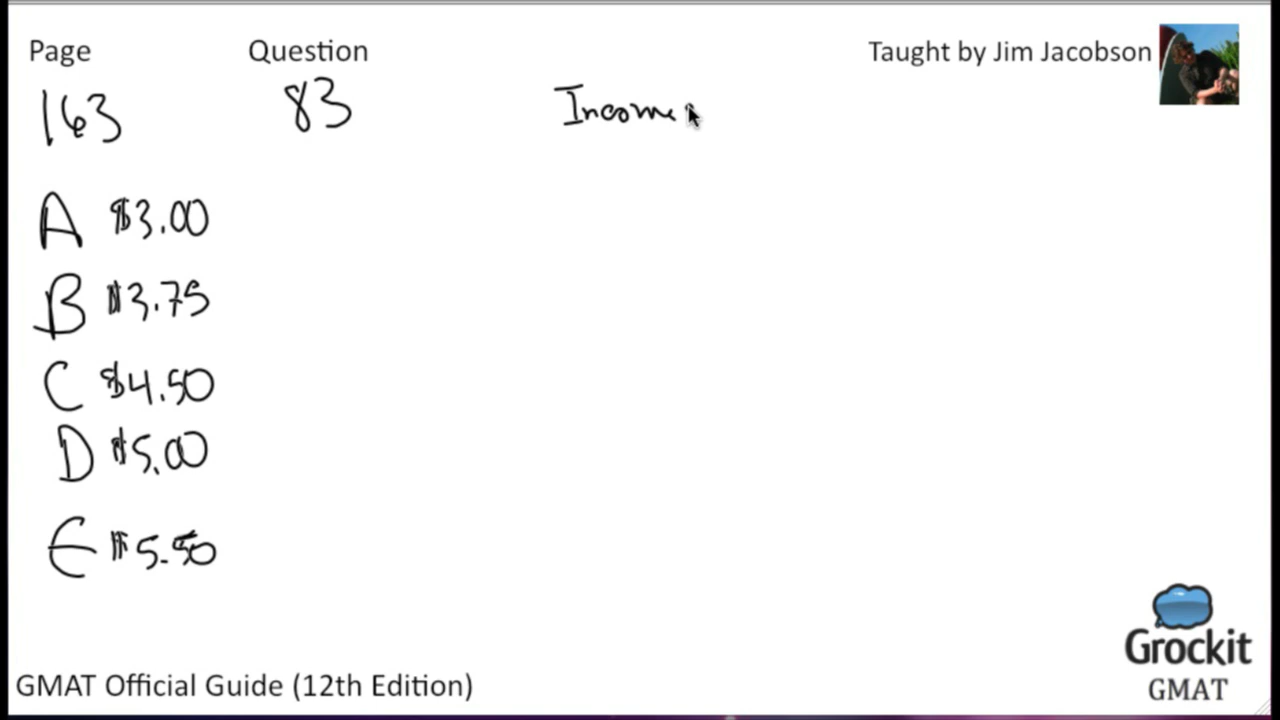 Page Question Taught by Jim Jacobson
163 83 Income
A $3.00
B $3.75
C $4.50
D $5.00
E $5.50
Grockit
GMAT
GMAT Official Guide (12th Edition)